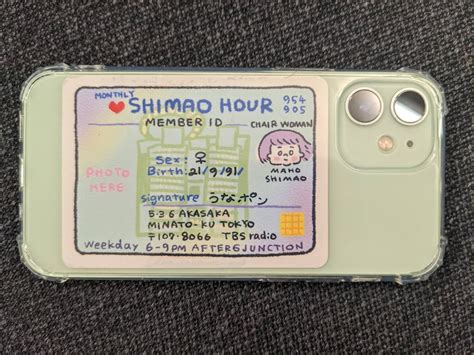 MONTHLY
SHIMAO HOUR
954
905
MEMBER ID
CHAIR WOMAN
PHOTO
HERE
Sex: ♀
Birth: 21/9/91/
MAHO
SHIMAO
signature うなポン
5-3-6 AKASAKA
MINATO-KU TOKYO
〒107-8066 TBS radio
Weekday 6-9PM AFTER6JUNCTION